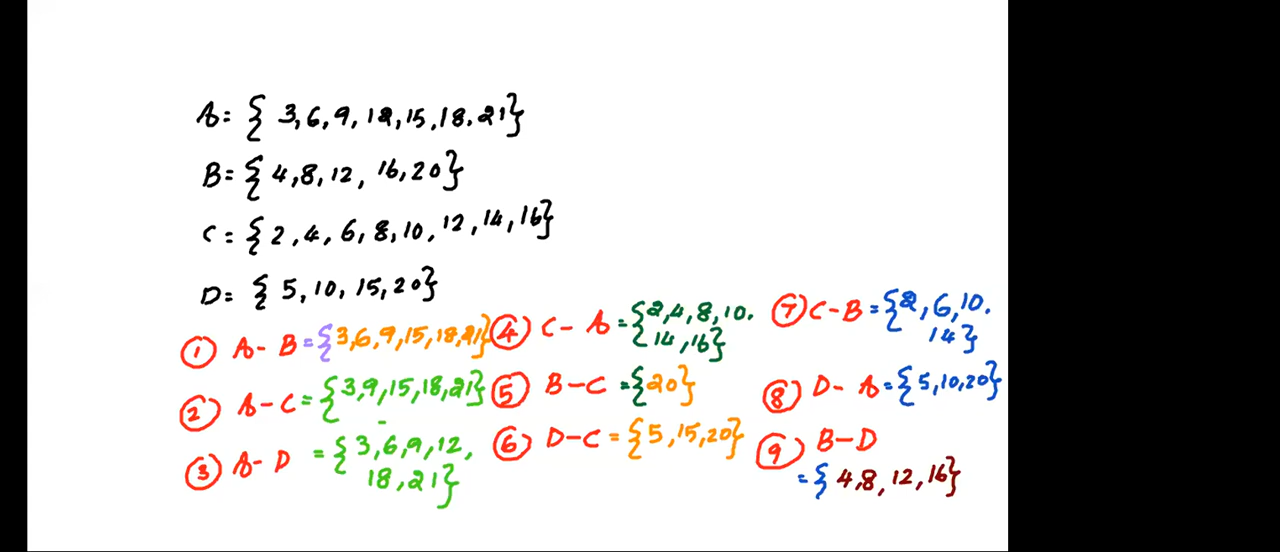 A = { 3, 6, 9, 12, 15, 18, 21}
B = { 4, 8, 12, 16, 20}
C = { 2, 4, 6, 8, 10, 12, 14, 16}
D = { 5, 10, 15, 20}
① A - B = {3, 6, 9, 15, 18, 21}
② A - C = {3, 9, 15, 18, 21}
③ A - D = { 3, 6, 9, 12,
18, 21}
④ C - A = {2, 4, 8, 10.
14, 16}
⑤ B - C = {20}
⑥ D - C = {5, 15, 20}
⑦ C - B = {2, 6, 10.
14}
⑧ D - A = {5, 10, 20}
⑨ B - D
= { 4, 8, 12, 16}